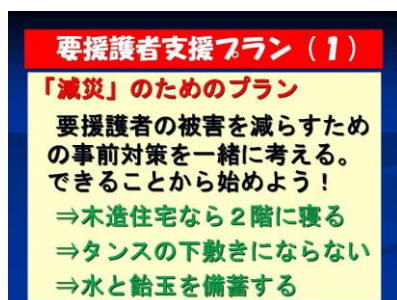 要援護者支援プラン(1)
「減災」のためのプラン
要援護者の被害を減らすため
の事前対策を一緒に考える。
できることから始めよう!
⇒木造住宅なら2階に寝る
⇒タンスの下敷きにならない
⇒水と飴玉を備蓄する